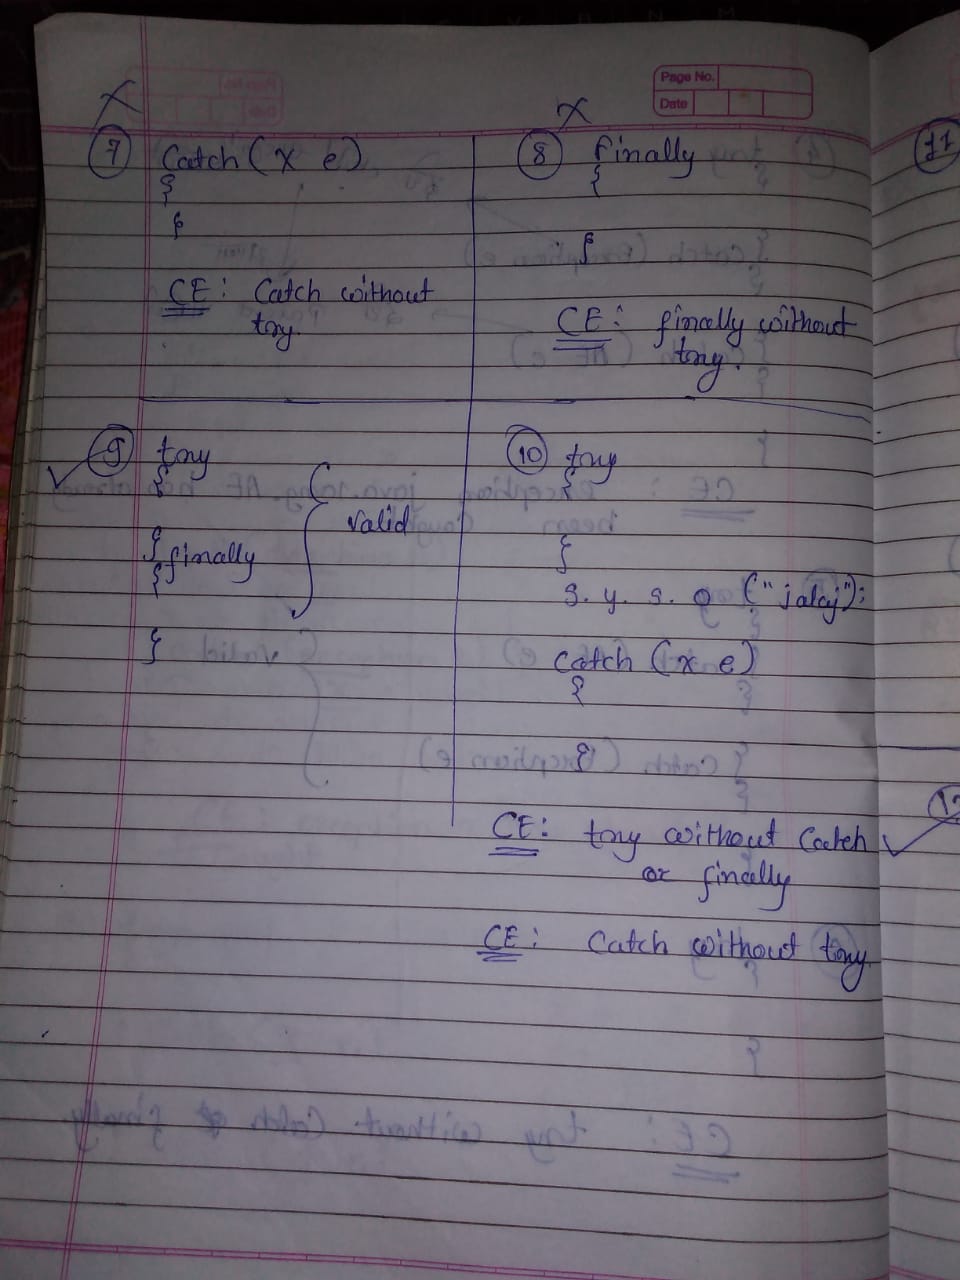 Page No.
Date
X
7 Catch (X e)
{
}
CE : Catch without
try.
X
8 finally
{
}
CE : finally without
try.
9 try
{
}
finally
{
}
valid
10 try
{
}
S. y. s. o ("jalaj");
catch (x e)
{
}
CE : try without Catch
or finally
CE : Catch without try
11
12